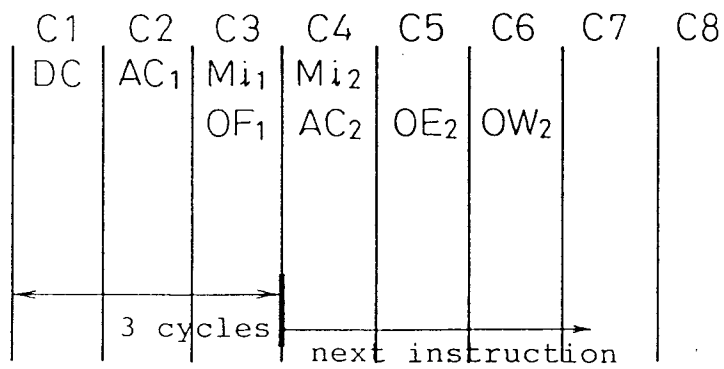 C1 C2 C3 C4 C5 C6 C7 C8
DC AC₁ Mi₁ Mi₂
OF₁ AC₂ OE₂ OW₂
3 cycles
next instruction